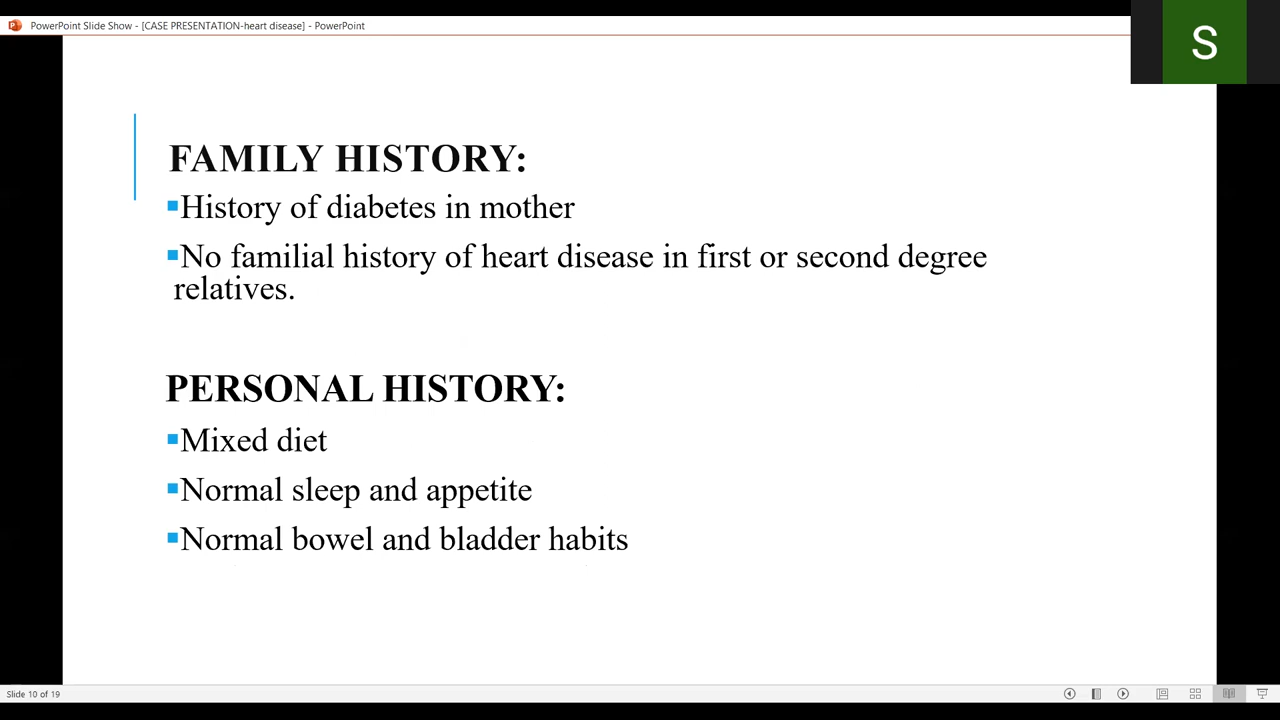 PowerPoint Slide Show - [CASE PRESENTATION-heart disease] - PowerPoint
S
FAMILY HISTORY:
▪History of diabetes in mother
▪No familial history of heart disease in first or second degree
relatives.
PERSONAL HISTORY:
▪Mixed diet
▪Normal sleep and appetite
▪Normal bowel and bladder habits
Slide 10 of 19